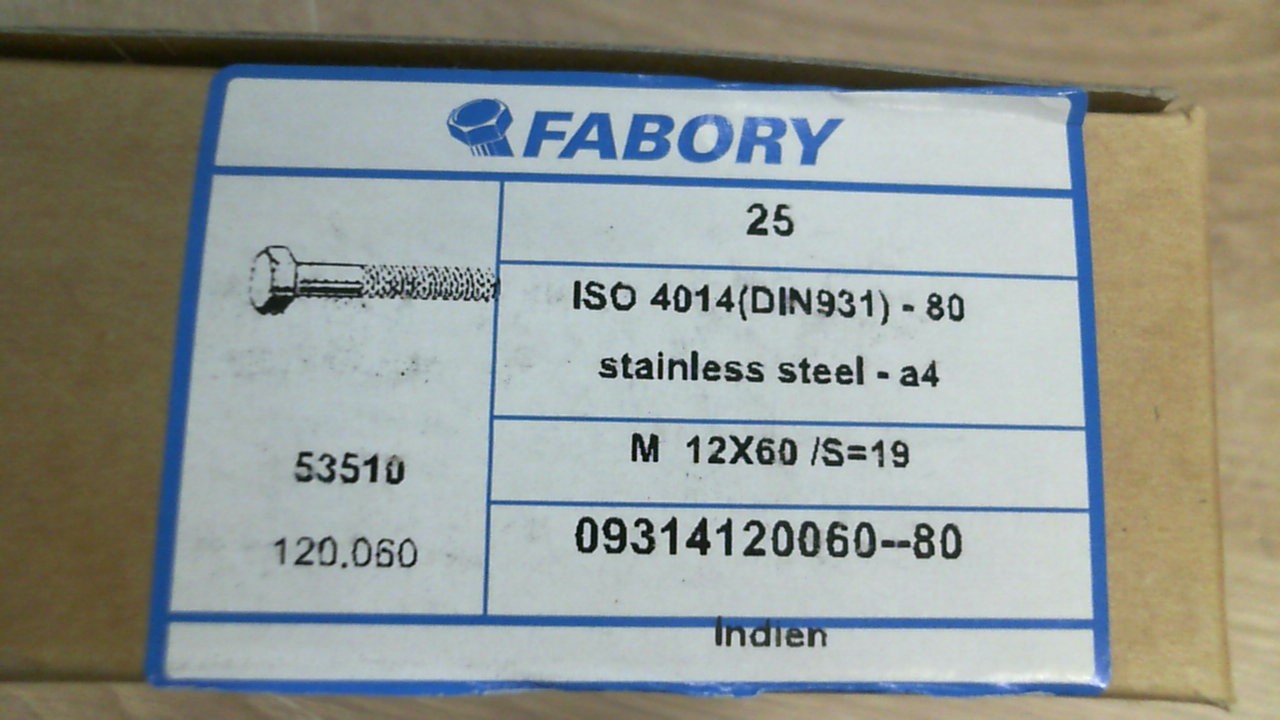 FABORY
25
ISO 4014(DIN931) - 80
stainless steel - a4
M 12X60 /S=19
09314120060--80
53510
120.060
Indien